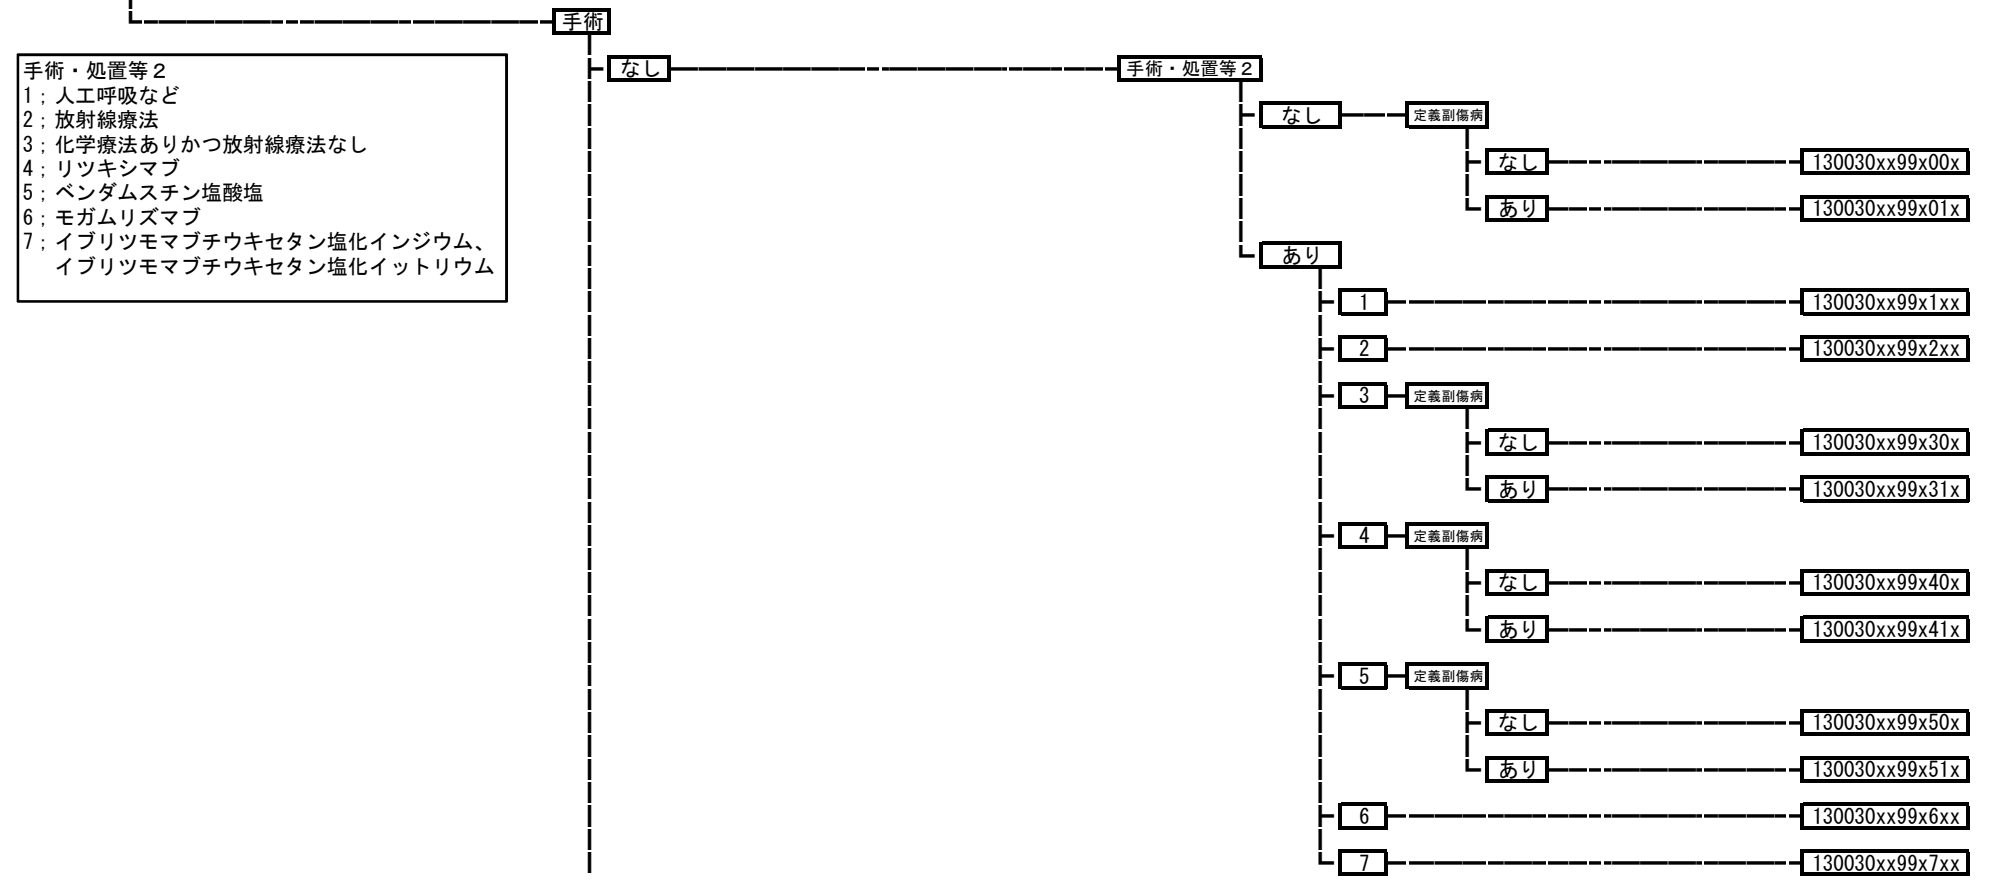 手術
手術・処置等２
1；人工呼吸など
2；放射線療法
3；化学療法ありかつ放射線療法なし
4；リツキシマブ
5；ベンダムスチン塩酸塩
6；モガムリズマブ
7；イブリツモマブチウキセタン塩化インジウム、
イブリツモマブチウキセタン塩化イットリウム
なし 手術・処置等２
なし 定義副傷病
なし 130030xx99x00x
あり 130030xx99x01x
あり
1 130030xx99x1xx
2 130030xx99x2xx
3 定義副傷病
なし 130030xx99x30x
あり 130030xx99x31x
4 定義副傷病
なし 130030xx99x40x
あり 130030xx99x41x
5 定義副傷病
なし 130030xx99x50x
あり 130030xx99x51x
6 130030xx99x6xx
7 130030xx99x7xx